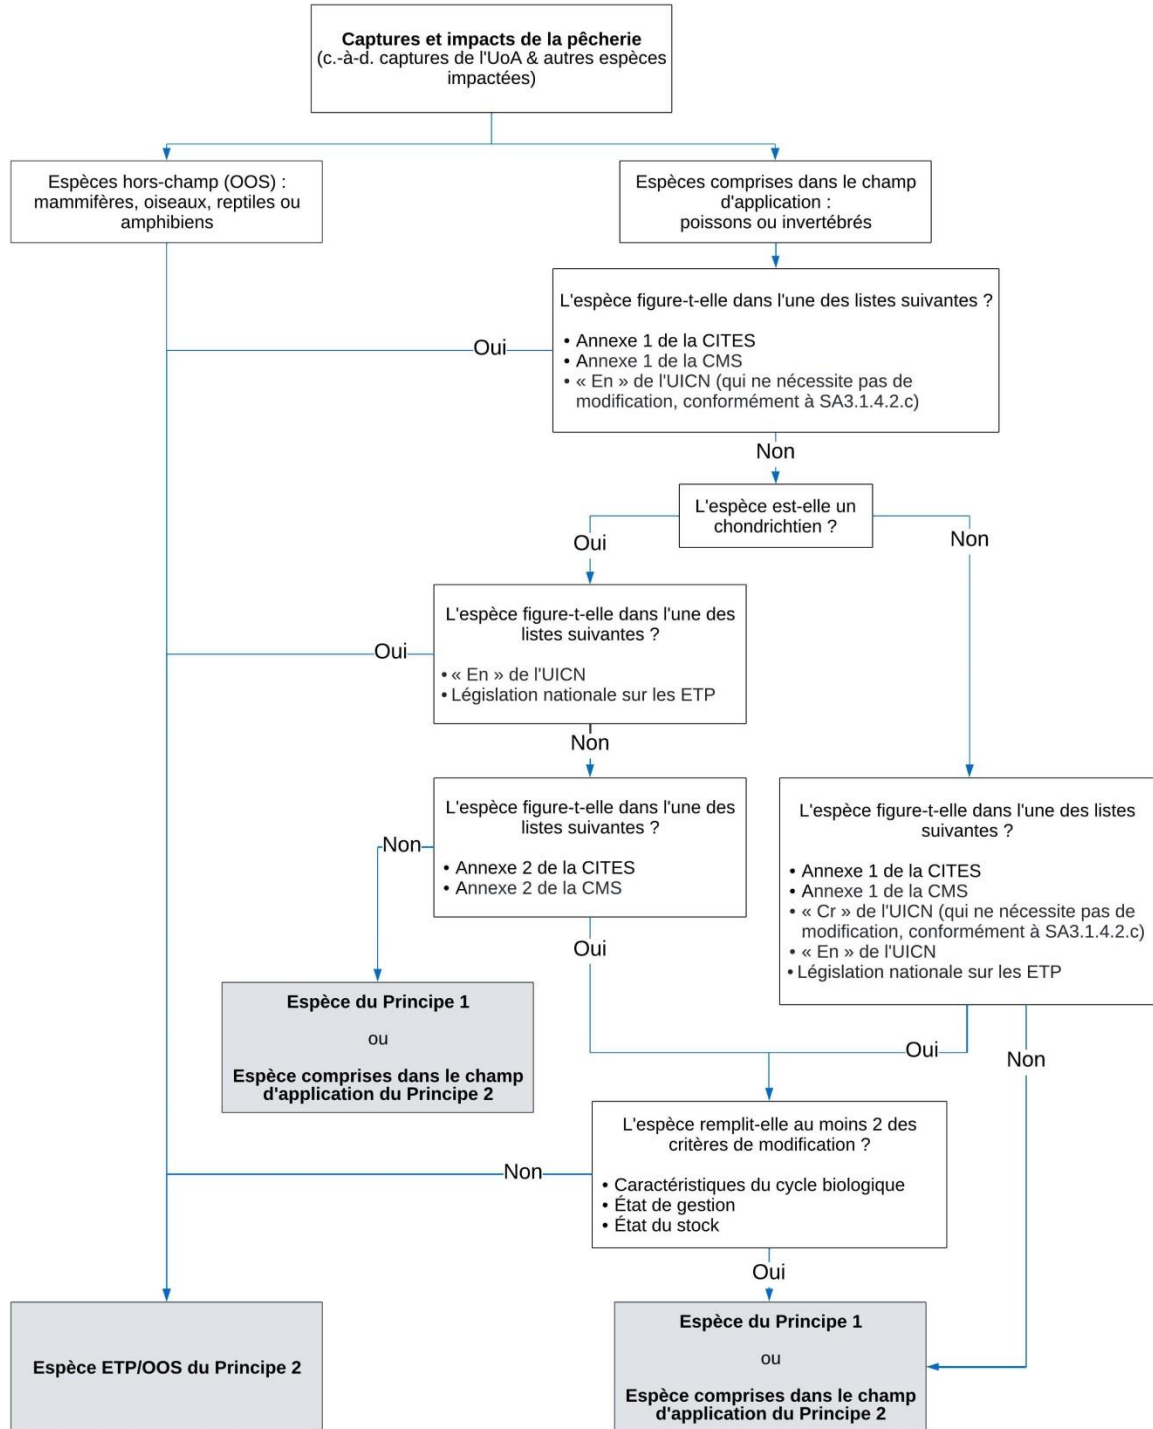 Captures et impacts de la pêcherie
(c.-à-d. captures de l'UoA & autres espèces
impactées)
Espèces hors-champ (OOS) :
mammifères, oiseaux, reptiles ou
amphibiens
Espèces comprises dans le champ
d'application :
poissons ou invertébrés
L'espèce figure-t-elle dans l'une des listes suivantes ?
• Annexe 1 de la CITES
• Annexe 1 de la CMS
• « En » de l'UICN (qui ne nécessite pas de
modification, conformément à SA3.1.4.2.c)
Oui
Non
L'espèce est-elle un
chondrichtien ?
Oui
Non
L'espèce figure-t-elle dans l'une des
listes suivantes ?
• « En » de l'UICN
• Législation nationale sur les ETP
Oui
Non
L'espèce figure-t-elle dans l'une des
listes suivantes ?
• Annexe 2 de la CITES
• Annexe 2 de la CMS
Non
Oui
L'espèce figure-t-elle dans l'une des listes
suivantes ?
• Annexe 1 de la CITES
• Annexe 1 de la CMS
• « Cr » de l'UICN (qui ne nécessite pas de
modification, conformément à SA3.1.4.2.c)
• « En » de l'UICN
• Législation nationale sur les ETP
Oui
Non
Espèce du Principe 1
ou
Espèce comprises dans le champ
d'application du Principe 2
L'espèce remplit-elle au moins 2 des
critères de modification ?
• Caractéristiques du cycle biologique
• État de gestion
• État du stock
Non
Oui
Espèce ETP/OOS du Principe 2
Espèce du Principe 1
ou
Espèce comprises dans le champ
d'application du Principe 2